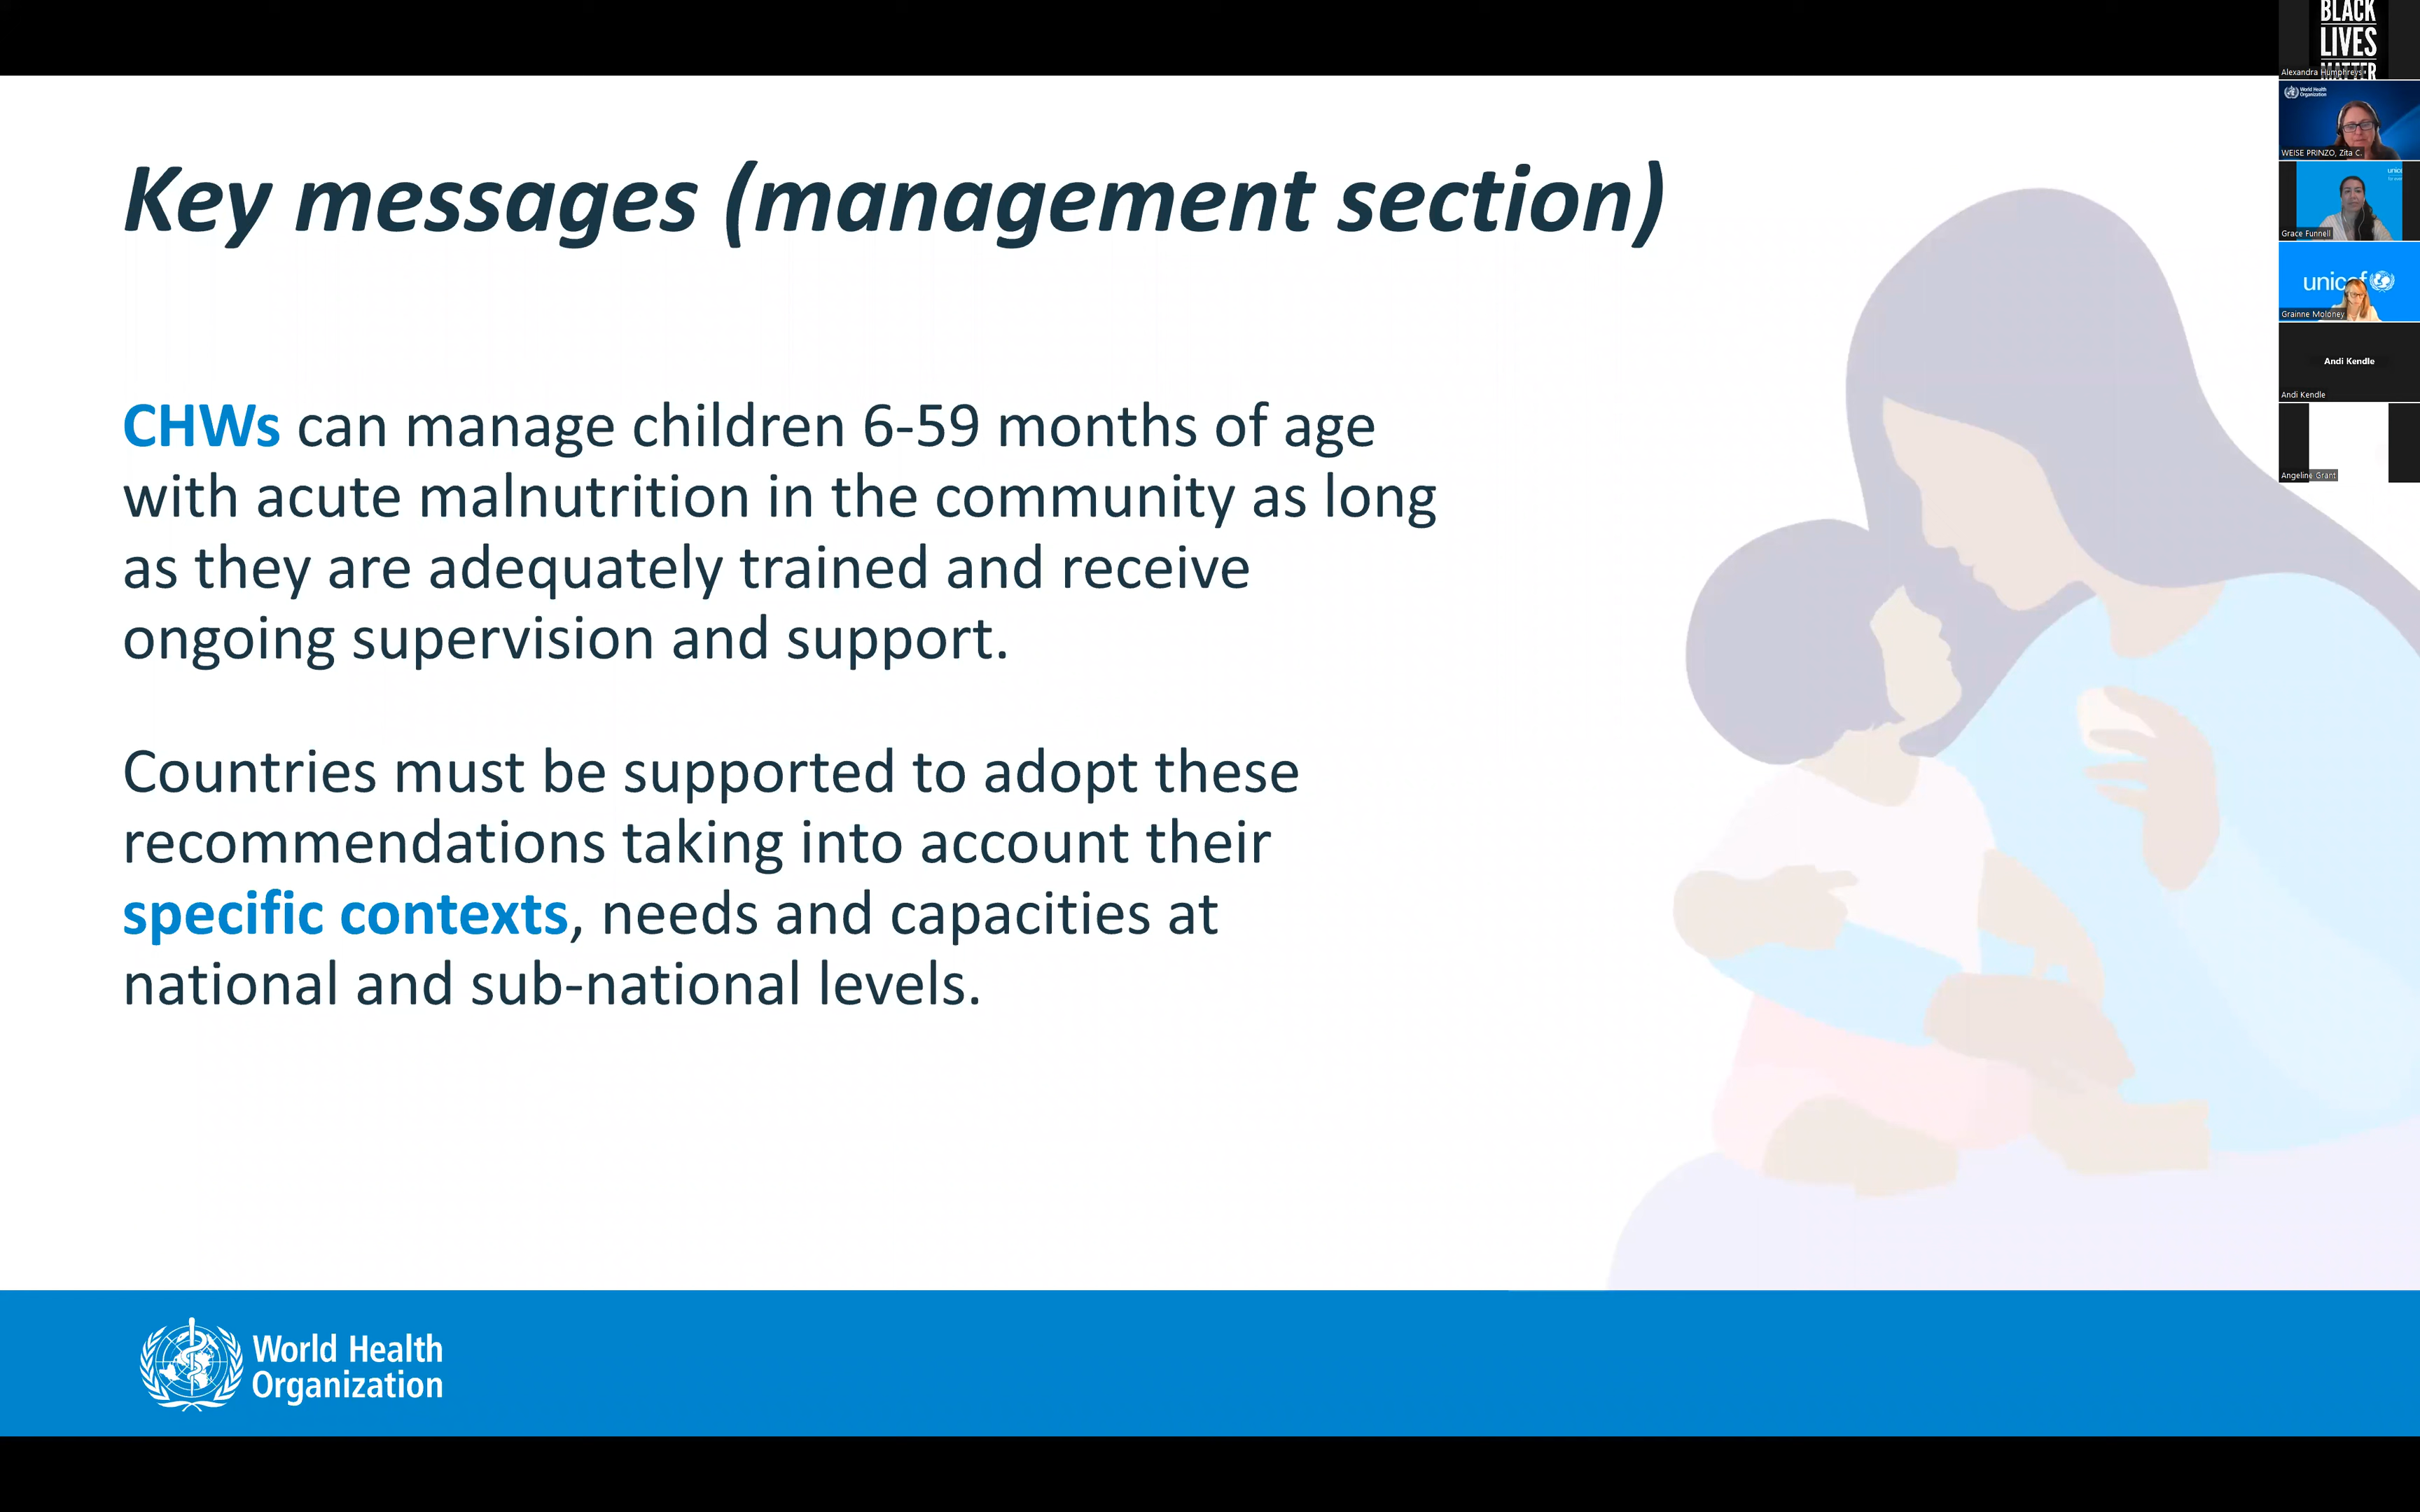 Key messages (management section)
CHWs can manage children 6-59 months of age
with acute malnutrition in the community as long
as they are adequately trained and receive
ongoing supervision and support.
Countries must be supported to adopt these
recommendations taking into account their
specific contexts, needs and capacities at
national and sub-national levels.
World Health
Organization
BLACK
LIVES
MATTER
Alexandra Humphreys
World Health
Organization
WEISE PRINZO, Zita C.
unice
Grace Funnell
unicef
Grainne Moloney
Andi Kendle
Andi Kendle
Angeline Grant